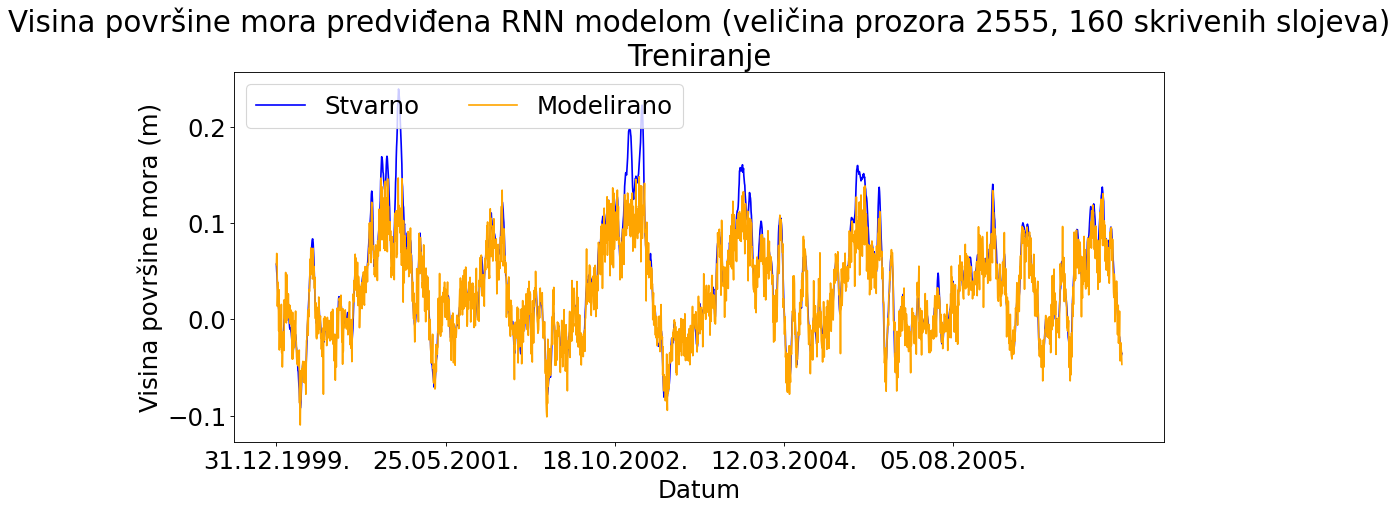 Visina površine mora predviđena RNN modelom (veličina prozora 2555, 160 skrivenih slojeva)
Treniranje
Stvarno
Modelirano
Visina površine mora (m)
0.2
0.1
0.0
−0.1
31.12.1999.
25.05.2001.
18.10.2002.
12.03.2004.
05.08.2005.
Datum